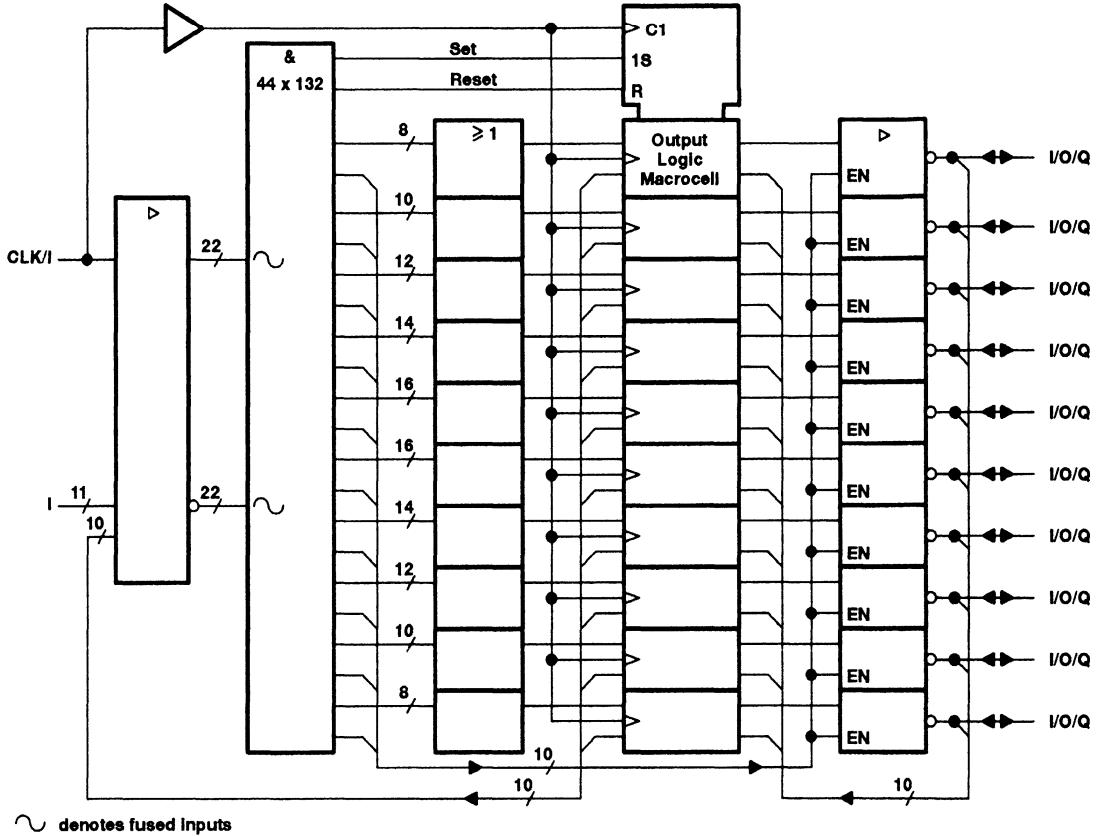 C1
&
Set
1S
44 x 132
Reset
R
8
≥ 1
Output
Logic
Macrocell
EN
I/O/Q
10
EN
I/O/Q
CLK/I
22
12
EN
I/O/Q
14
EN
I/O/Q
16
EN
I/O/Q
16
EN
I/O/Q
I
11
22
14
EN
I/O/Q
10
12
EN
I/O/Q
10
EN
I/O/Q
8
EN
I/O/Q
10
10
10
denotes fused inputs